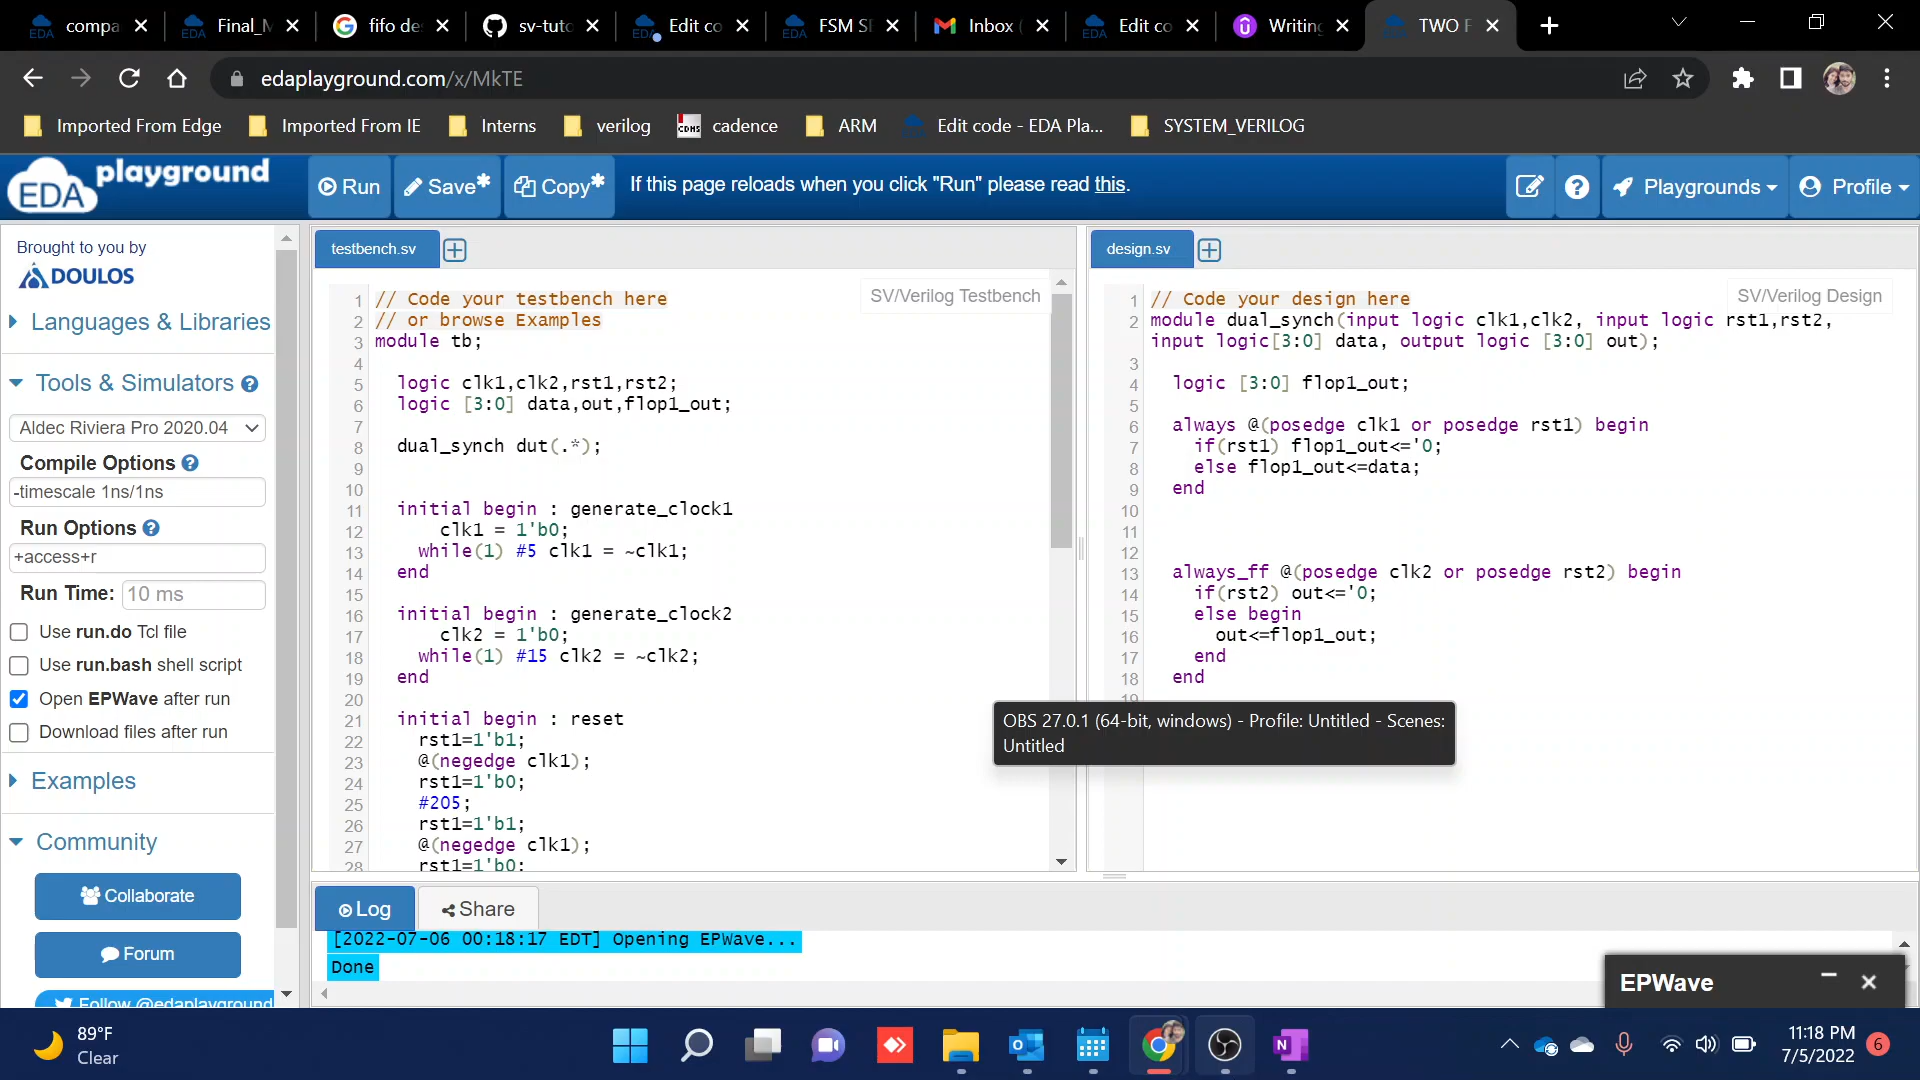 compa
Final_M
fifo de
sv-tuto
Edit co
FSM SI
Inbox (
Edit co
Writing
TWO F
edaplayground.com/x/MkTE
Imported From Edge
Imported From IE
Interns
verilog
cadence
ARM
Edit code - EDA Pla...
SYSTEM_VERILOG
EDA playground
Run
Save*
Copy*
If this page reloads when you click "Run" please read this.
Playgrounds
Profile
Brought to you by
DOULOS
Languages & Libraries
Tools & Simulators
Aldec Riviera Pro 2020.04
Compile Options
-timescale 1ns/1ns
Run Options
+access+r
Run Time:
10 ms
Use run.do Tcl file
Use run.bash shell script
Open EPWave after run
Download files after run
Examples
Community
Collaborate
Forum
Follow @edaplayground
testbench.sv
SV/Verilog Testbench
1 // Code your testbench here
2 // or browse Examples
3 module tb;
4
5 logic clk1,clk2,rst1,rst2;
6 logic [3:0] data,out,flop1_out;
7
8 dual_synch dut(.*);
9
10
11 initial begin : generate_clock1
12 clk1 = 1'b0;
13 while(1) #5 clk1 = ~clk1;
14 end
15
16 initial begin : generate_clock2
17 clk2 = 1'b0;
18 while(1) #15 clk2 = ~clk2;
19 end
20
21 initial begin : reset
22 rst1=1'b1;
23 @(negedge clk1);
24 rst1=1'b0;
25 #205;
26 rst1=1'b1;
27 @(negedge clk1);
28 rst1=1'b0;
design.sv
SV/Verilog Design
1 // Code your design here
2 module dual_synch(input logic clk1,clk2, input logic rst1,rst2,
input logic[3:0] data, output logic [3:0] out);
3
4 logic [3:0] flop1_out;
5
6 always @(posedge clk1 or posedge rst1) begin
7 if(rst1) flop1_out<='0;
8 else flop1_out<=data;
9 end
10
11
12
13 always_ff @(posedge clk2 or posedge rst2) begin
14 if(rst2) out<='0;
15 else begin
16 out<=flop1_out;
17 end
18 end
19
OBS 27.0.1 (64-bit, windows) - Profile: Untitled - Scenes:
Untitled
Log
Share
[2022-07-06 00:18:17 EDT] Opening EPWave...
Done
EPWave
89°F
Clear
11:18 PM
7/5/2022
6